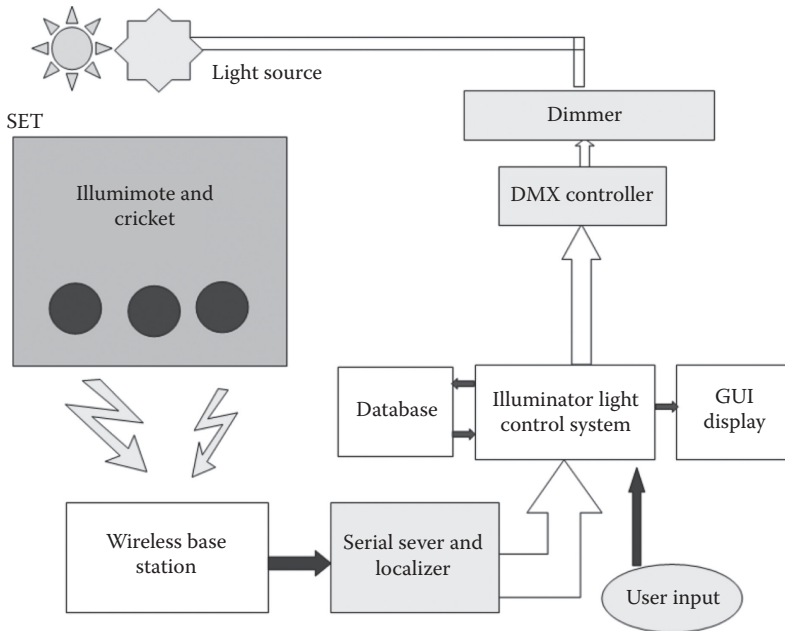 Light source
SET
Dimmer
Illumimote and
cricket
DMX controller
Database
Illuminator light
control system
GUI
display
Wireless base
station
Serial sever and
localizer
User input